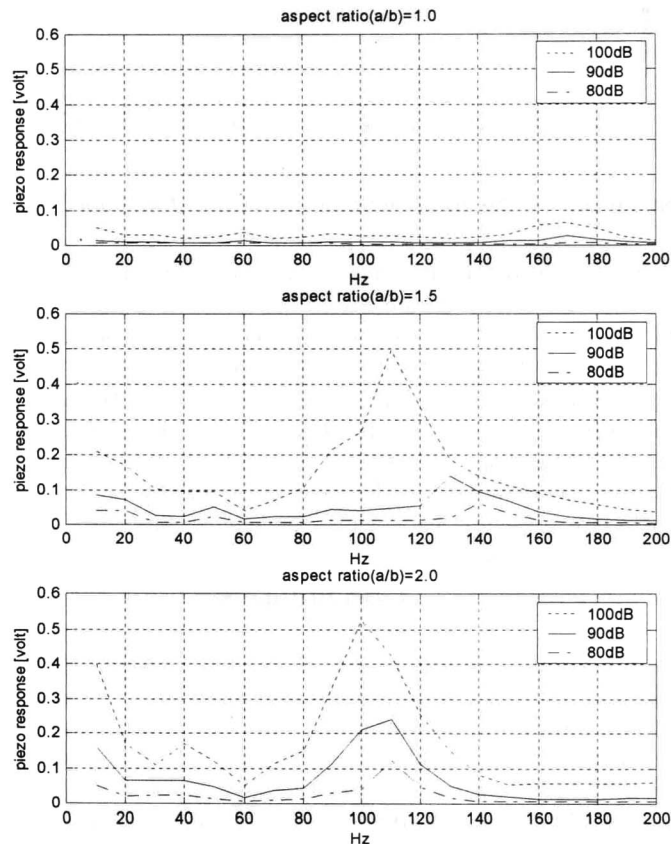 aspect ratio(a/b)=1.0
0.6
0.5
0.4
0.3
0.2
0.1
0
piezo response [volt]
100dB
90dB
80dB
0 20 40 60 80 100 120 140 160 180 200
Hz
aspect ratio(a/b)=1.5
0.6
0.5
0.4
0.3
0.2
0.1
0
piezo response [volt]
100dB
90dB
80dB
0 20 40 60 80 100 120 140 160 180 200
Hz
aspect ratio(a/b)=2.0
0.6
0.5
0.4
0.3
0.2
0.1
0
piezo response [volt]
100dB
90dB
80dB
0 20 40 60 80 100 120 140 160 180 200
Hz